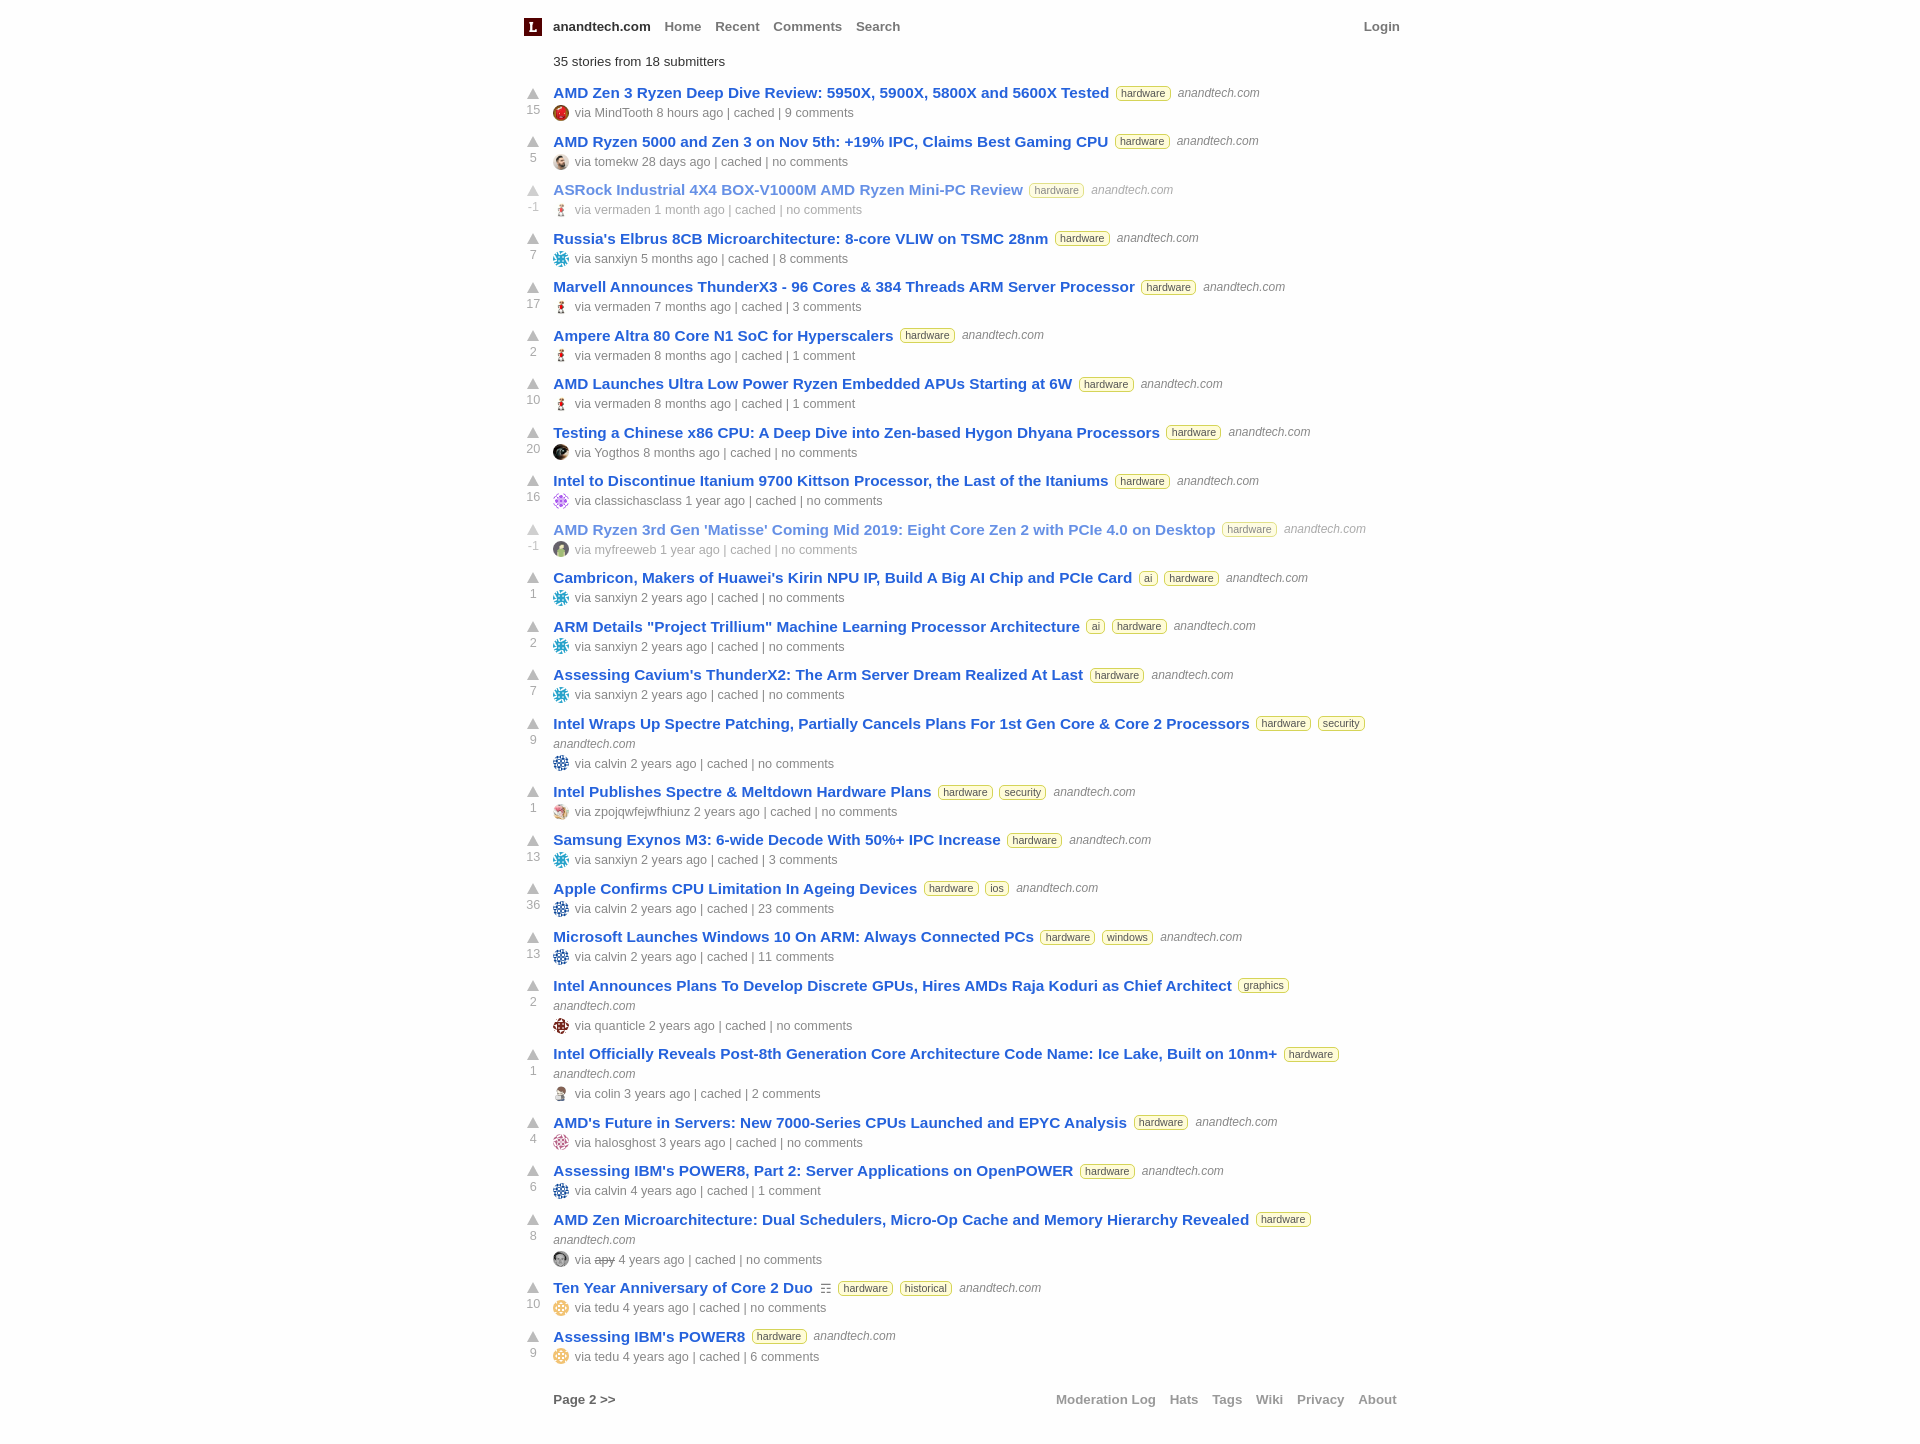 L anandtech.com Home Recent Comments Search Login
35 stories from 18 submitters
AMD Zen 3 Ryzen Deep Dive Review: 5950X, 5900X, 5800X and 5600X Tested hardware anandtech.com
15 via MindTooth 8 hours ago | cached | 9 comments
AMD Ryzen 5000 and Zen 3 on Nov 5th: +19% IPC, Claims Best Gaming CPU hardware anandtech.com
5 via tomekw 28 days ago | cached | no comments
ASRock Industrial 4X4 BOX-V1000M AMD Ryzen Mini-PC Review hardware anandtech.com
-1 via vermaden 1 month ago | cached | no comments
Russia's Elbrus 8CB Microarchitecture: 8-core VLIW on TSMC 28nm hardware anandtech.com
7 via sanxiyn 5 months ago | cached | 8 comments
Marvell Announces ThunderX3 - 96 Cores & 384 Threads ARM Server Processor hardware anandtech.com
17 via vermaden 7 months ago | cached | 3 comments
Ampere Altra 80 Core N1 SoC for Hyperscalers hardware anandtech.com
2 via vermaden 8 months ago | cached | 1 comment
AMD Launches Ultra Low Power Ryzen Embedded APUs Starting at 6W hardware anandtech.com
10 via vermaden 8 months ago | cached | 1 comment
Testing a Chinese x86 CPU: A Deep Dive into Zen-based Hygon Dhyana Processors hardware anandtech.com
20 via Yogthos 8 months ago | cached | no comments
Intel to Discontinue Itanium 9700 Kittson Processor, the Last of the Itaniums hardware anandtech.com
16 via classichasclass 1 year ago | cached | no comments
AMD Ryzen 3rd Gen 'Matisse' Coming Mid 2019: Eight Core Zen 2 with PCIe 4.0 on Desktop hardware anandtech.com
-1 via myfreeweb 1 year ago | cached | no comments
Cambricon, Makers of Huawei's Kirin NPU IP, Build A Big AI Chip and PCIe Card ai hardware anandtech.com
1 via sanxiyn 2 years ago | cached | no comments
ARM Details "Project Trillium" Machine Learning Processor Architecture ai hardware anandtech.com
2 via sanxiyn 2 years ago | cached | no comments
Assessing Cavium's ThunderX2: The Arm Server Dream Realized At Last hardware anandtech.com
7 via sanxiyn 2 years ago | cached | no comments
Intel Wraps Up Spectre Patching, Partially Cancels Plans For 1st Gen Core & Core 2 Processors hardware security
9 anandtech.com
via calvin 2 years ago | cached | no comments
Intel Publishes Spectre & Meltdown Hardware Plans hardware security anandtech.com
1 via zpojqwfejwfhiunz 2 years ago | cached | no comments
Samsung Exynos M3: 6-wide Decode With 50%+ IPC Increase hardware anandtech.com
13 via sanxiyn 2 years ago | cached | 3 comments
Apple Confirms CPU Limitation In Ageing Devices hardware ios anandtech.com
36 via calvin 2 years ago | cached | 23 comments
Microsoft Launches Windows 10 On ARM: Always Connected PCs hardware windows anandtech.com
13 via calvin 2 years ago | cached | 11 comments
Intel Announces Plans To Develop Discrete GPUs, Hires AMDs Raja Koduri as Chief Architect graphics
2 anandtech.com
via quanticle 2 years ago | cached | no comments
Intel Officially Reveals Post-8th Generation Core Architecture Code Name: Ice Lake, Built on 10nm+ hardware
1 anandtech.com
via colin 3 years ago | cached | 2 comments
AMD's Future in Servers: New 7000-Series CPUs Launched and EPYC Analysis hardware anandtech.com
4 via halosghost 3 years ago | cached | no comments
Assessing IBM's POWER8, Part 2: Server Applications on OpenPOWER hardware anandtech.com
6 via calvin 4 years ago | cached | 1 comment
AMD Zen Microarchitecture: Dual Schedulers, Micro-Op Cache and Memory Hierarchy Revealed hardware
8 anandtech.com
via apy 4 years ago | cached | no comments
Ten Year Anniversary of Core 2 Duo ☶ hardware historical anandtech.com
10 via tedu 4 years ago | cached | no comments
Assessing IBM's POWER8 hardware anandtech.com
9 via tedu 4 years ago | cached | 6 comments
Page 2 >> Moderation Log Hats Tags Wiki Privacy About